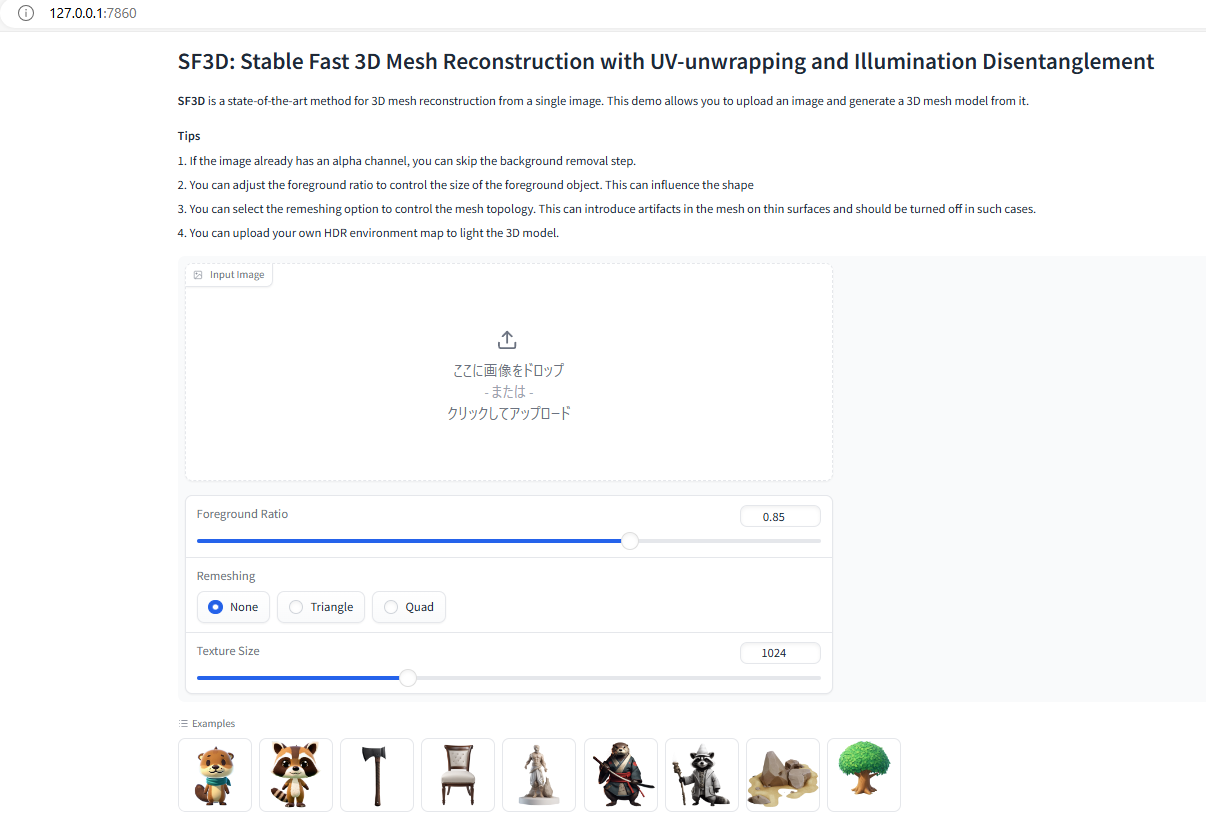 127.0.0.1:7860
SF3D: Stable Fast 3D Mesh Reconstruction with UV-unwrapping and Illumination Disentanglement
SF3D is a state-of-the-art method for 3D mesh reconstruction from a single image. This demo allows you to upload an image and generate a 3D mesh model from it.
Tips
1. If the image already has an alpha channel, you can skip the background removal step.
2. You can adjust the foreground ratio to control the size of the foreground object. This can influence the shape
3. You can select the remeshing option to control the mesh topology. This can introduce artifacts in the mesh on thin surfaces and should be turned off in such cases.
4. You can upload your own HDR environment map to light the 3D model.
Input Image
ここに画像をドロップ
- または -
クリックしてアップロード
Foreground Ratio 0.85
Remeshing
None Triangle Quad
Texture Size 1024
Examples